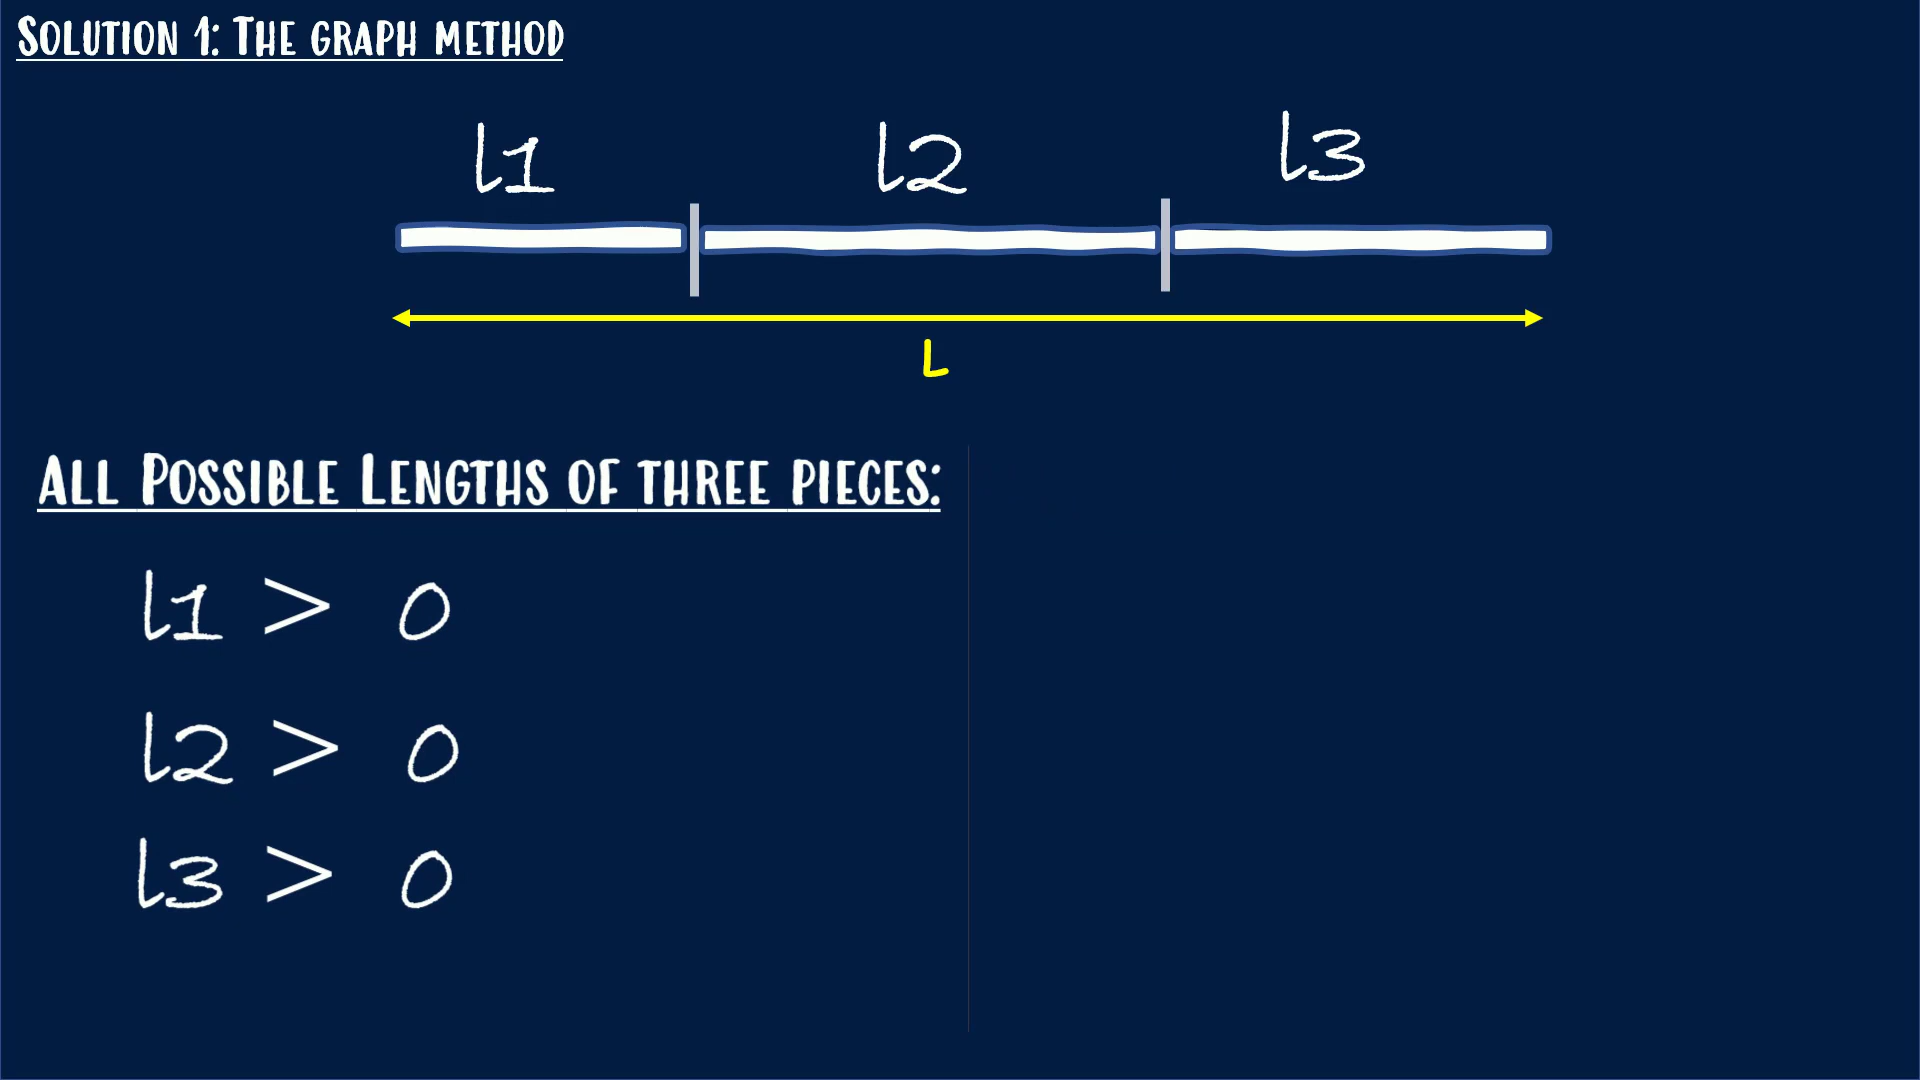 SOLUTION 1: THE GRAPH METHOD
l1 l2 l3
L
ALL POSSIBLE LENGTHS OF THREE PIECES:
l1 > 0
l2 > 0
l3 > 0